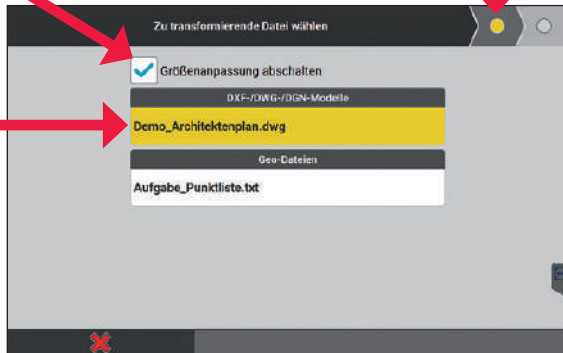 Zu transformierende Datei wählen
Größenanpassung abschalten
DXF-/DWG-/DGN-Modelle
Demo_Architektenplan.dwg
Geo-Dateien
Aufgabe_Punktliste.txt